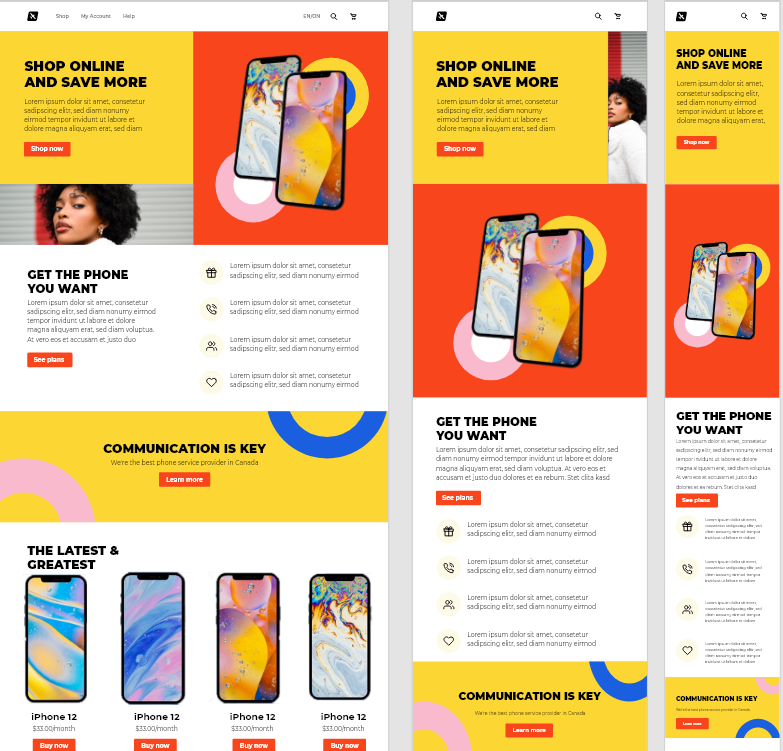 Shop My Account Help EN/ON
SHOP ONLINE
AND SAVE MORE
Lorem ipsum dolor sit amet, consetetur
sadipscing elitr, sed diam nonumy
eirmod tempor invidunt ut labore et
dolore magna aliquyam erat, sed diam
Shop now
GET THE PHONE
YOU WANT
Lorem ipsum dolor sit amet, consetetur
sadipscing elitr, sed diam nonumy eirmod
tempor invidunt ut labore et dolore
magna aliquyam erat, sed diam voluptua.
At vero eos et accusam et justo duo
See plans
Lorem ipsum dolor sit amet, consetetur
sadipscing elitr, sed diam nonumy eirmod
Lorem ipsum dolor sit amet, consetetur
sadipscing elitr, sed diam nonumy eirmod
Lorem ipsum dolor sit amet, consetetur
sadipscing elitr, sed diam nonumy eirmod
Lorem ipsum dolor sit amet, consetetur
sadipscing elitr, sed diam nonumy eirmod
COMMUNICATION IS KEY
We're the best phone service provider in Canada
Learn more
THE LATEST &
GREATEST
iPhone 12 iPhone 12 iPhone 12 iPhone 12
$33.00/month $33.00/month $33.00/month $33.00/month
Buy now Buy now Buy now Buy now
SHOP ONLINE
AND SAVE MORE
Lorem ipsum dolor sit amet, consetetur
sadipscing elitr, sed diam nonumy
eirmod tempor invidunt ut labore et
dolore magna aliquyam erat, sed diam
Shop now
GET THE PHONE
YOU WANT
Lorem ipsum dolor sit amet, consetetur sadipscing elitr, sed
diam nonumy eirmod tempor invidunt ut labore et dolore
magna aliquyam erat, sed diam voluptua. At vero eos et
accusam et justo duo dolores et ea rebum. Stet clita kasd
See plans
Lorem ipsum dolor sit amet, consetetur
sadipscing elitr, sed diam nonumy eirmod
Lorem ipsum dolor sit amet, consetetur
sadipscing elitr, sed diam nonumy eirmod
Lorem ipsum dolor sit amet, consetetur
sadipscing elitr, sed diam nonumy eirmod
Lorem ipsum dolor sit amet, consetetur
sadipscing elitr, sed diam nonumy eirmod
COMMUNICATION IS KEY
We're the best phone service provider in Canada
Learn more
SHOP ONLINE
AND SAVE MORE
Lorem ipsum dolor sit amet,
consetetur sadipscing elitr,
sed diam nonumy eirmod
tempor invidunt ut labore et
dolore magna aliquyam erat,
Shop now
GET THE PHONE
YOU WANT
Lorem ipsum dolor sit amet, consetetur
sadipscing elitr, sed diam nonumy eirmod
tempor invidunt ut labore et dolore
magna aliquyam erat, sed diam voluptua.
At vero eos et accusam et justo duo
dolores et ea rebum. Stet clita kasd
See plans
COMMUNICATION IS KEY
We're the best phone service provider in Canada
Learn more